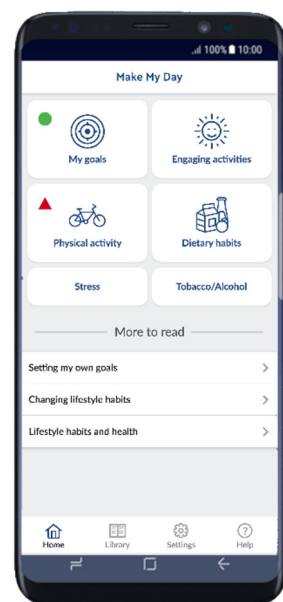 100% 10:00
Make My Day
My goals
Engaging activities
Physical activity
Dietary habits
Stress
Tobacco/Alcohol
More to read
Setting my own goals
Changing lifestyle habits
Lifestyle habits and health
Home
Library
Settings
Help